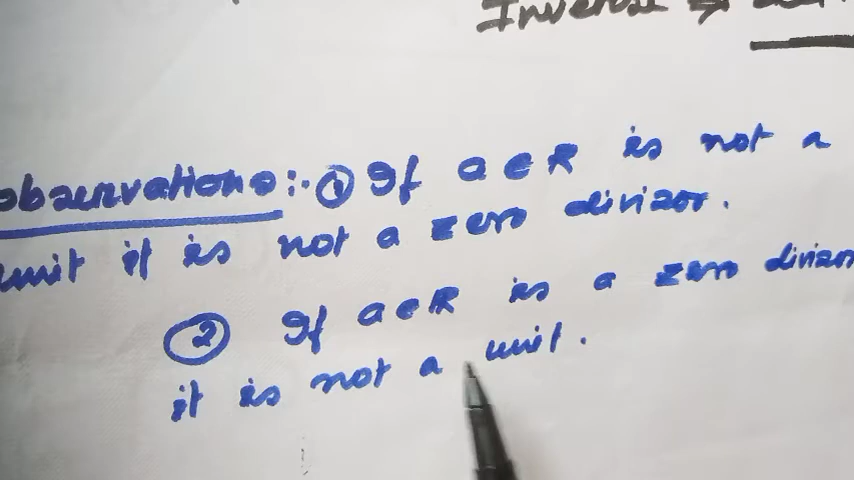 Inverse
observations:- ① If a ∈ R is not a
unit it is not a zero divisor.
② If a ∈ R is a zero divisor
it is not a unit.